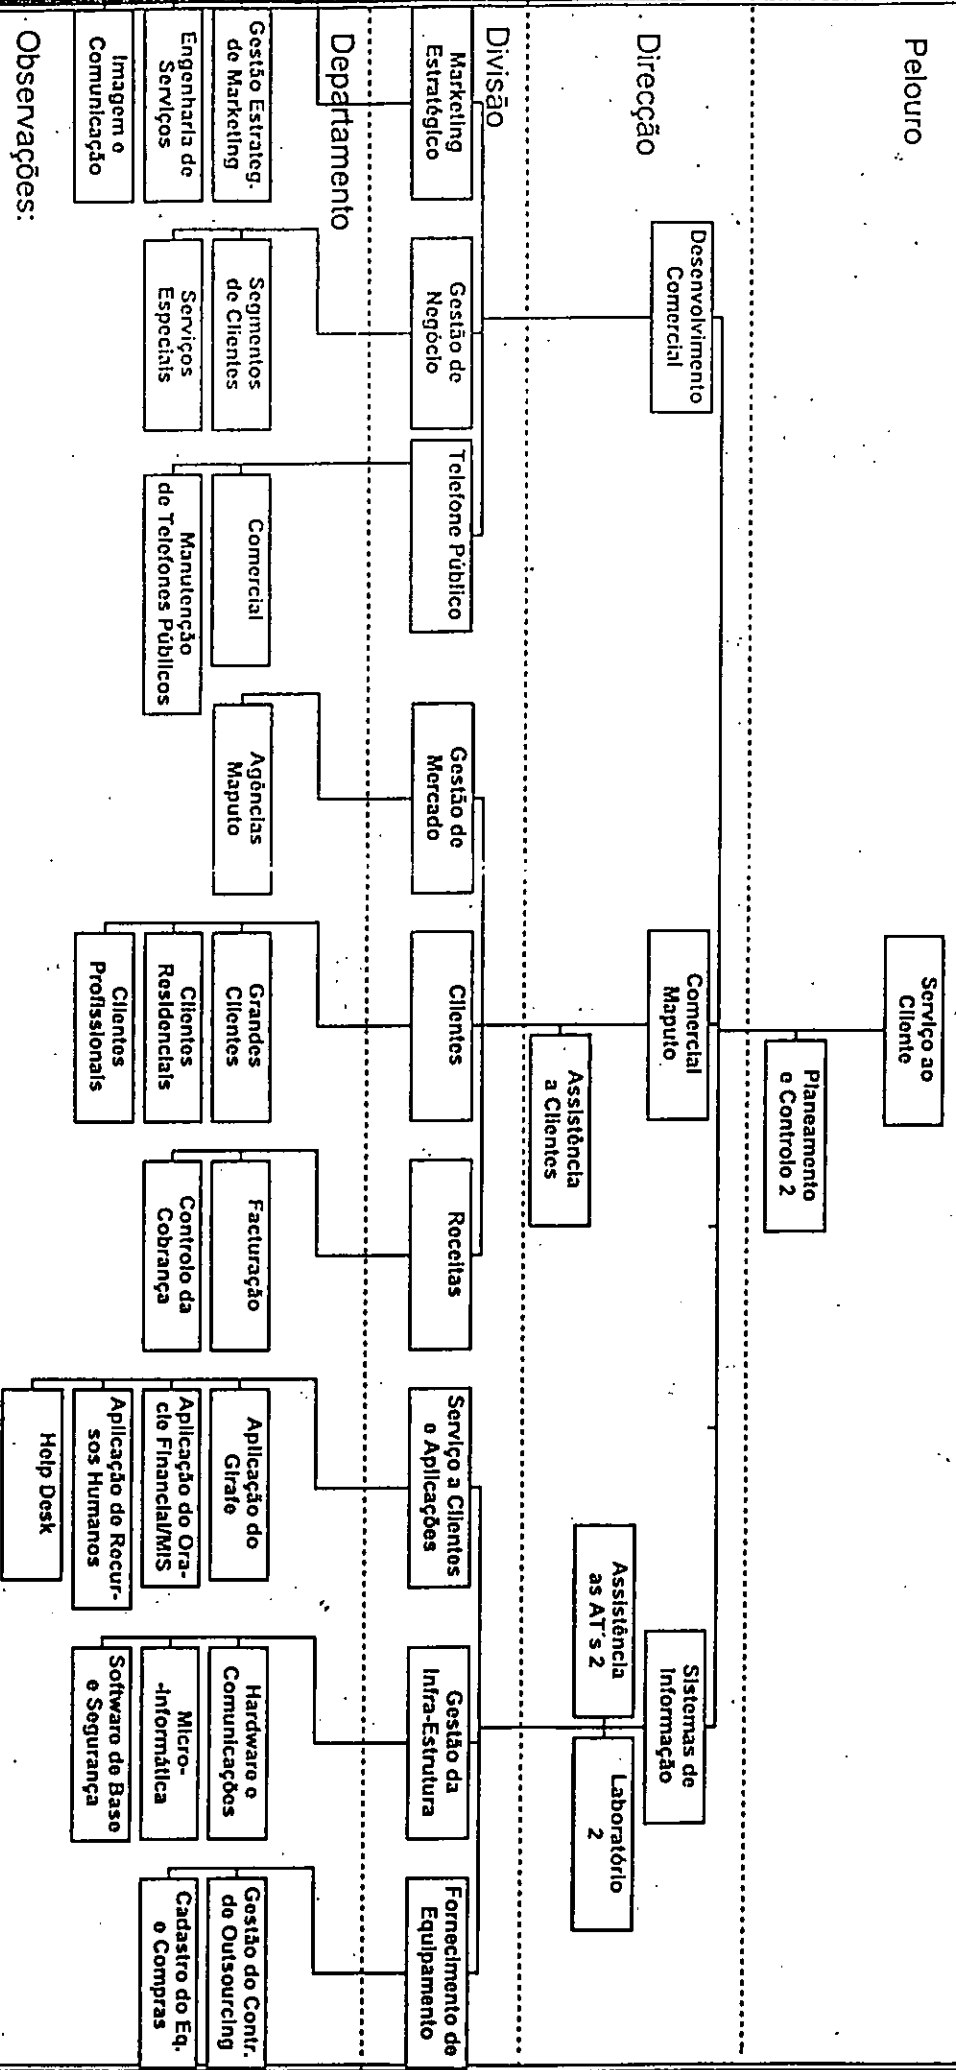 Pelouro
Serviço ao
Cliente
Planeamento
e Controlo 2
Direcção
Desenvolvimento
Comercial
Comercial
Maputo
Sistemas de
Informação
Assistência
a Clientes
Assistência
as AT's 2
Laboratório
2
Divisão
Marketing
Estratégico
Gestão de
Negócio
Telefone Público
Gestão de
Mercado
Clientes
Receitas
Serviço a Clientes
e Aplicações
Gestão da
Infra-Estrutura
Fornecimento de
Equipamento
Departamento
Gestão Estrateg.
de Marketing
Engenharia de
Serviços
Imagem e
Comunicação
Segmentos
de Clientes
Serviços
Especiais
Comercial
Manutenção
de Telefones Públicos
Agências
Maputo
Grandes
Clientes
Clientes
Residenciais
Clientes
Profissionais
Facturação
Controlo da
Cobrança
Aplicação do
Girafe
Aplicação do Ora-
cle Financial/MIS
Aplicação de Recur-
sos Humanos
Help Desk
Hardware e
Comunicações
Micro-
-Informática
Software de Base
e Segurança
Gestão do Contr.
de Outsourcing
Cadastro do Eq.
e Compras
Observações: